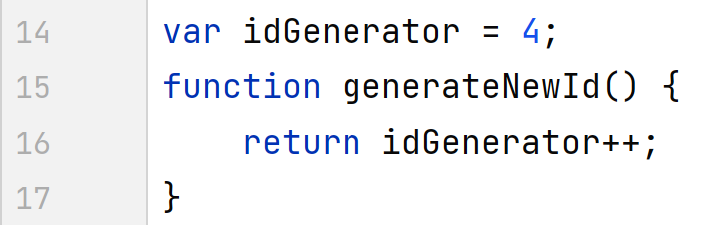 14 var idGenerator = 4;
15 function generateNewId() {
16     return idGenerator++;
17 }